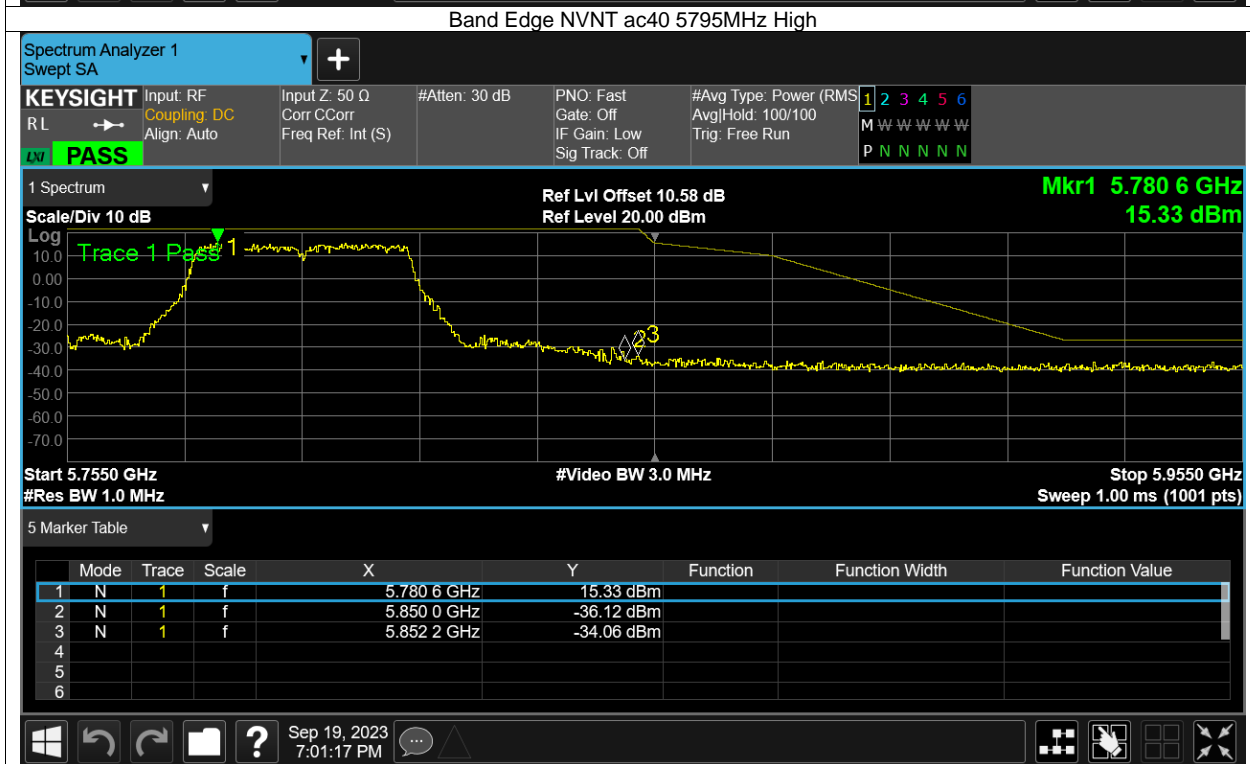 Band Edge NVNT ac40 5795MHz High
Spectrum Analyzer 1
Swept SA
KEYSIGHT Input: RF Input Z: 50 Ω #Atten: 30 dB PNO: Fast #Avg Type: Power (RMS 1 2 3 4 5 6
RL Coupling: DC Corr CCorr Gate: Off Avg|Hold: 100/100 M W W W W W
Align: Auto Freq Ref: Int (S) IF Gain: Low Trig: Free Run
LXI PASS Sig Track: Off P N N N N N N
1 Spectrum Ref Lvl Offset 10.58 dB Mkr1 5.780 6 GHz
Scale/Div 10 dB Ref Level 20.00 dBm 15.33 dBm
Log
Trace 1 Pass 1
10.0
0.00
-10.0
-20.0
2 3
-30.0
-40.0
-50.0
-60.0
-70.0
Start 5.7550 GHz #Video BW 3.0 MHz Stop 5.9550 GHz
#Res BW 1.0 MHz Sweep 1.00 ms (1001 pts)
5 Marker Table
Mode Trace Scale X Y Function Function Width Function Value
1 N 1 f 5.780 6 GHz 15.33 dBm
2 N 1 f 5.850 0 GHz -36.12 dBm
3 N 1 f 5.852 2 GHz -34.06 dBm
4
5
6
? Sep 19, 2023
7:01:17 PM